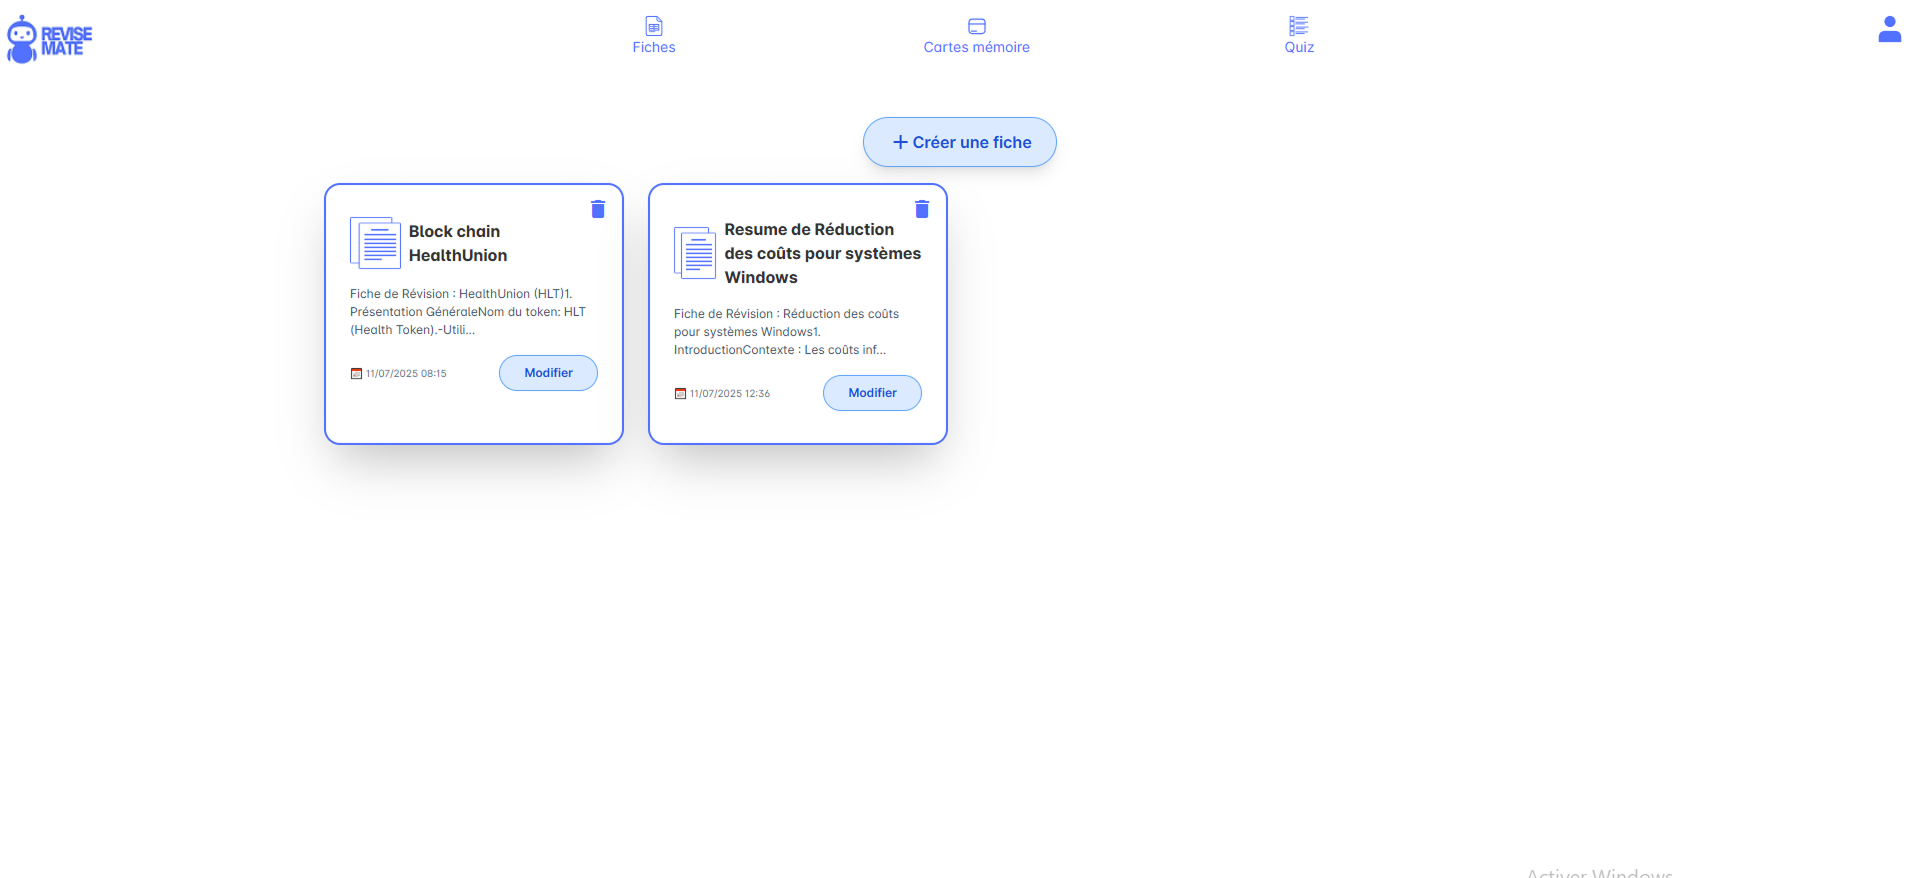 REVISE
MATE
Fiches
Cartes mémoire
Quiz
+ Créer une fiche
Block chain
HealthUnion
Fiche de Révision : HealthUnion (HLT)1.
Présentation GénéraleNom du token: HLT
(Health Token).-Utili...
11/07/2025 08:15
Modifier
Resume de Réduction
des coûts pour systèmes
Windows
Fiche de Révision : Réduction des coûts
pour systèmes Windows1.
IntroductionContexte : Les coûts inf...
11/07/2025 12:36
Modifier
Activer Windows